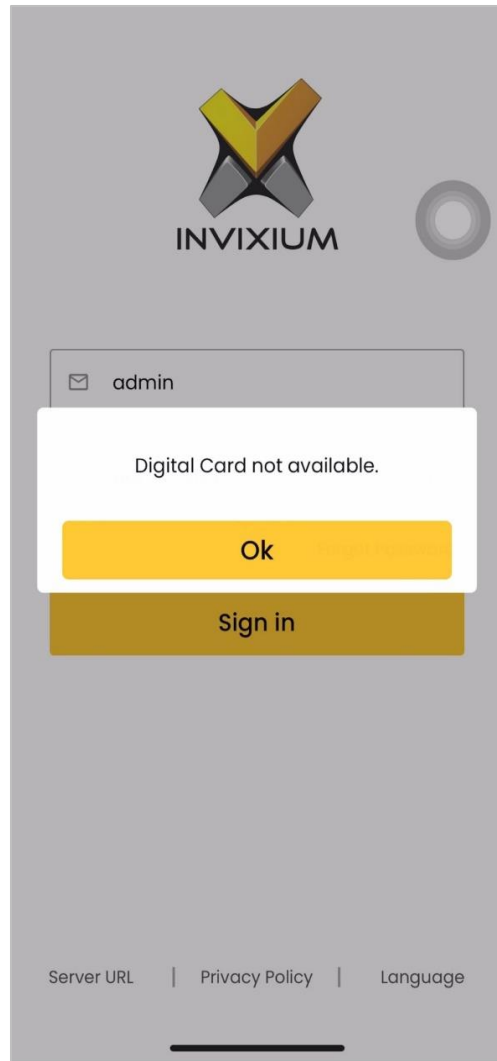 INVIXIUM
admin
Digital Card not available.
Ok
Sign in
Server URL | Privacy Policy | Language